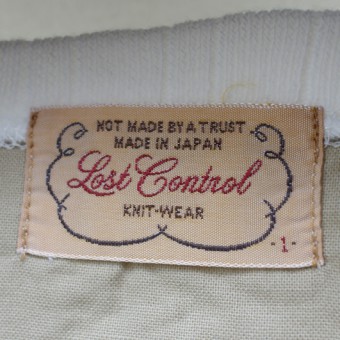 NOT MADE BY A TRUST
MADE IN JAPAN
Lost Control
KNIT-WEAR
-1-